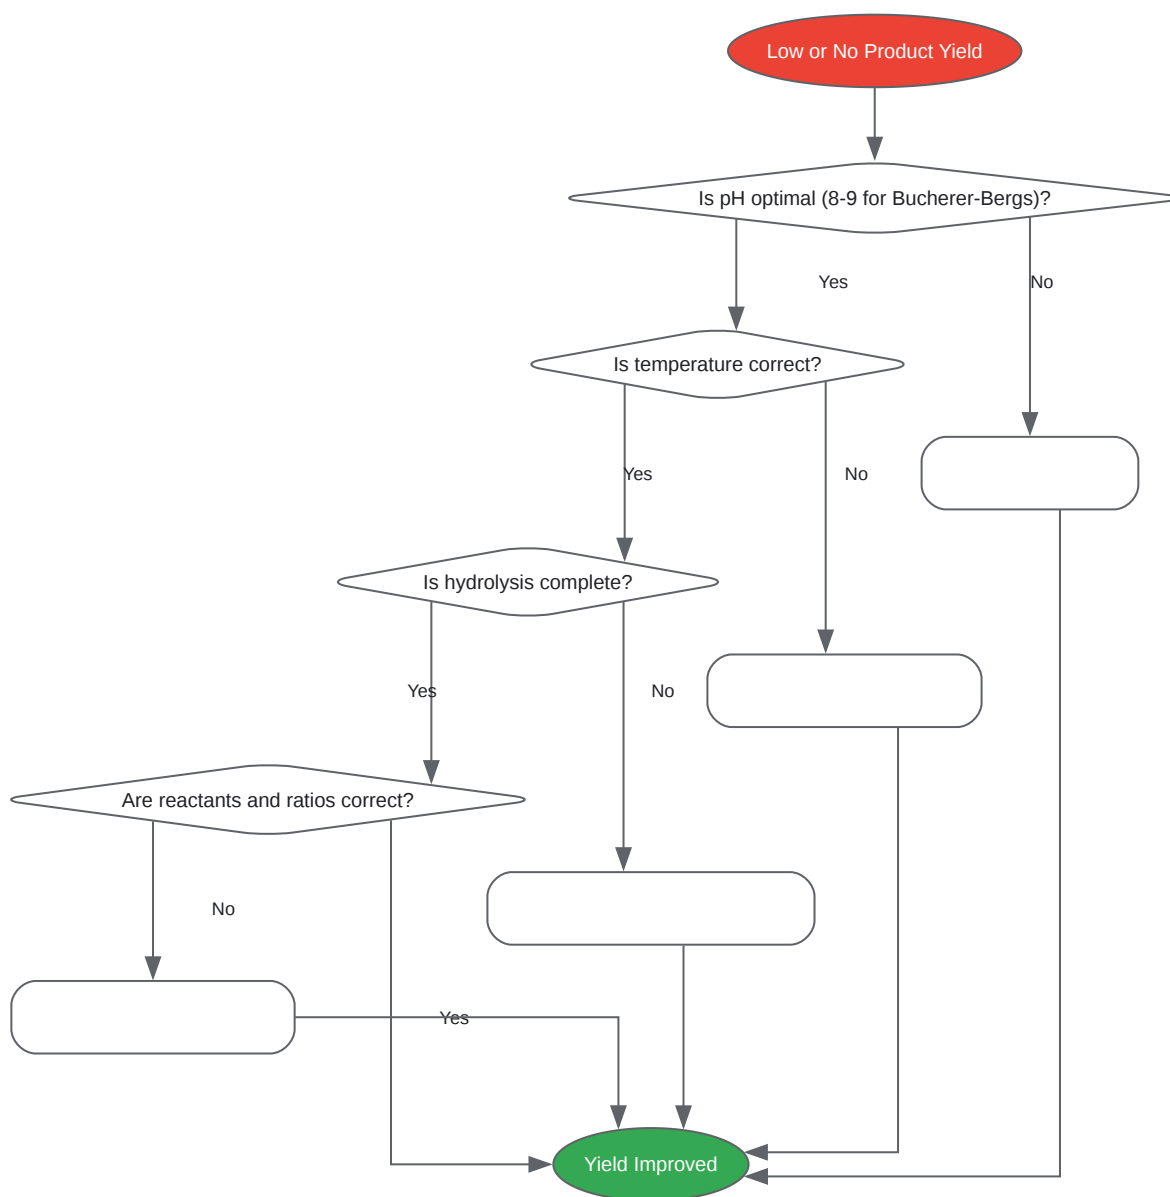 Low or No Product Yield
Is pH optimal (8-9 for Bucherer-Bergs)?
Yes
No
Is temperature correct?
Yes
No
Is hydrolysis complete?
Yes
No
Are reactants and ratios correct?
No
Yes
Yield Improved